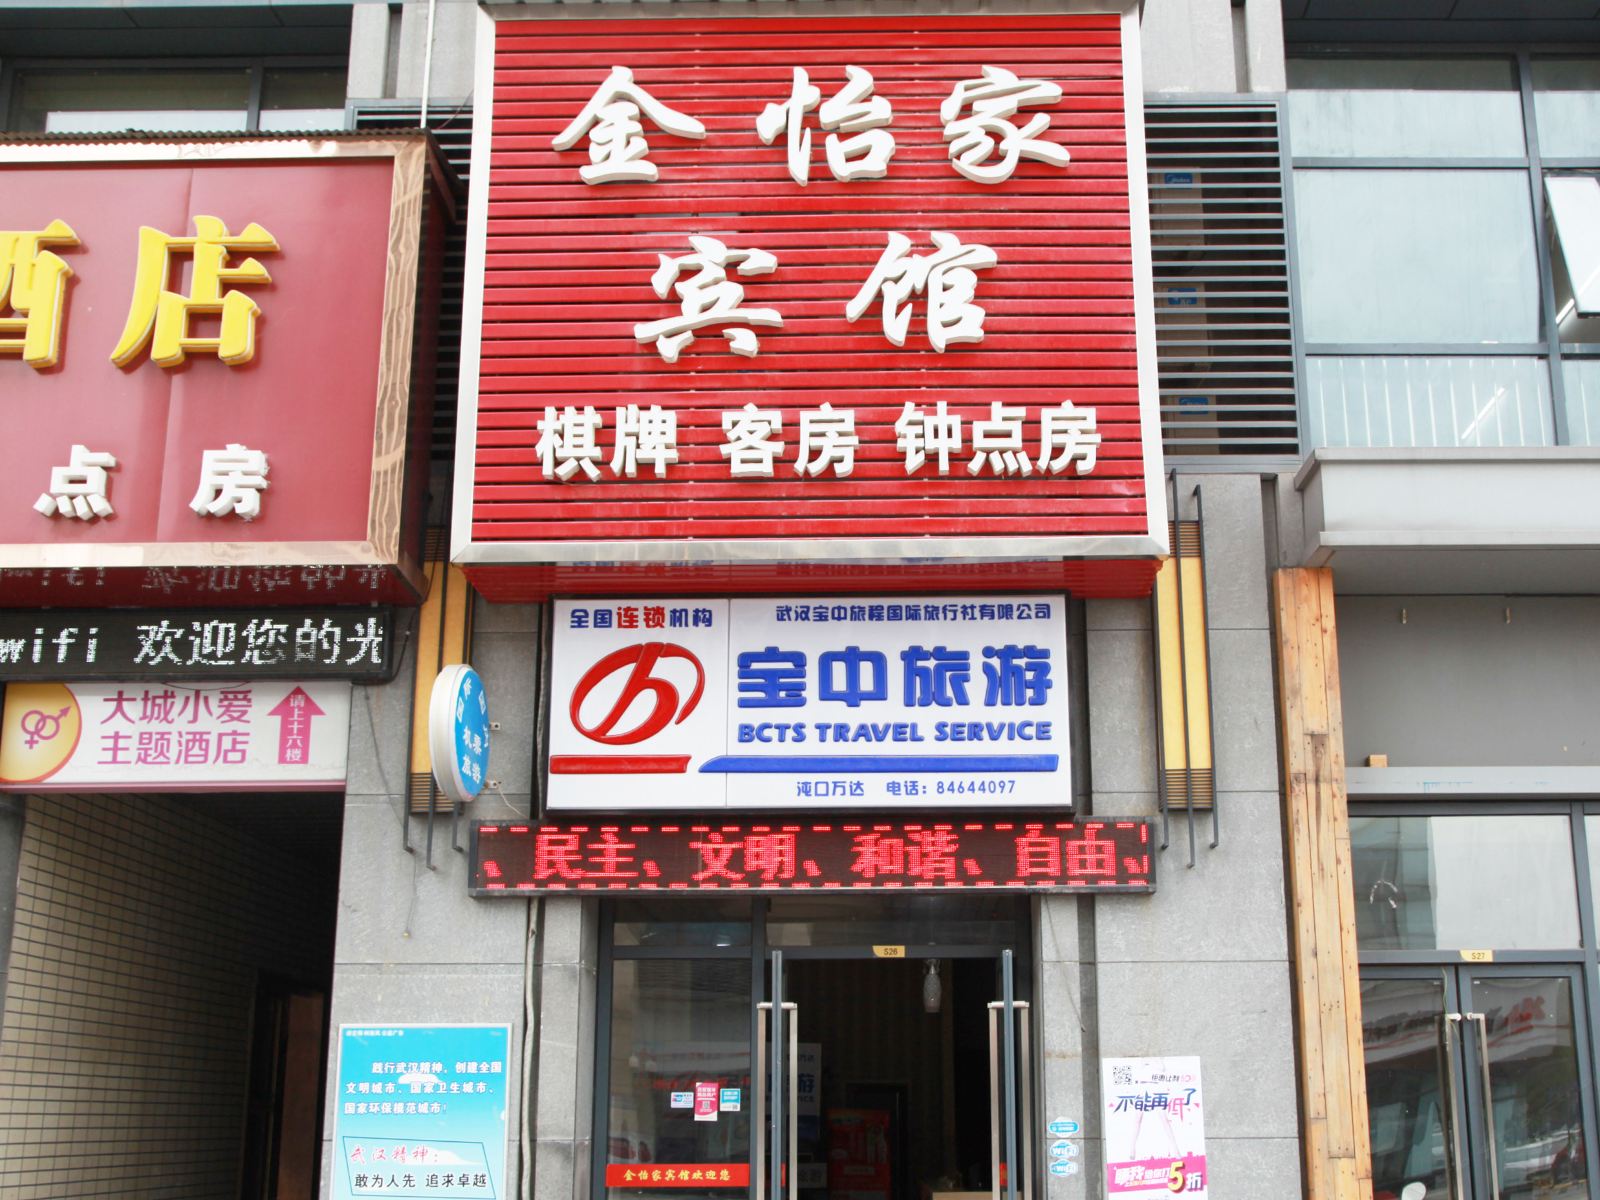 金怡家
宾馆
棋牌 客房 钟点房
酒店
点房
wifi 欢迎您的光
大城小爱
主题酒店
请上十六楼
全国连锁机构
武汉宝中旅程国际旅行社有限公司
宝中旅游
BCTS TRAVEL SERVICE
沌口万达 电话：84644097
机票
旅游
、民主、文明、和谐、自由、
S26
S27
践行武汉精神，创建全国
文明城市、国家卫生城市、
国家环保模范城市！
武汉精神：
敢为人先 追求卓越
金怡家宾馆欢迎您
不能再低了
5折